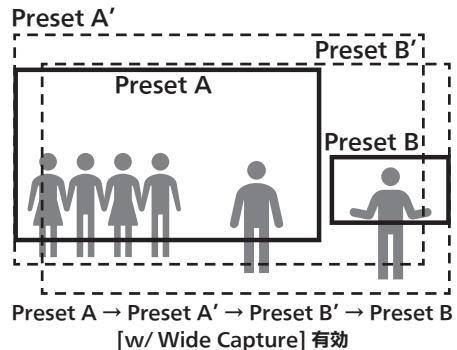 Preset A′
Preset B′
Preset A
Preset B
Preset A → Preset A′ → Preset B′ → Preset B
[w/ Wide Capture] 有効